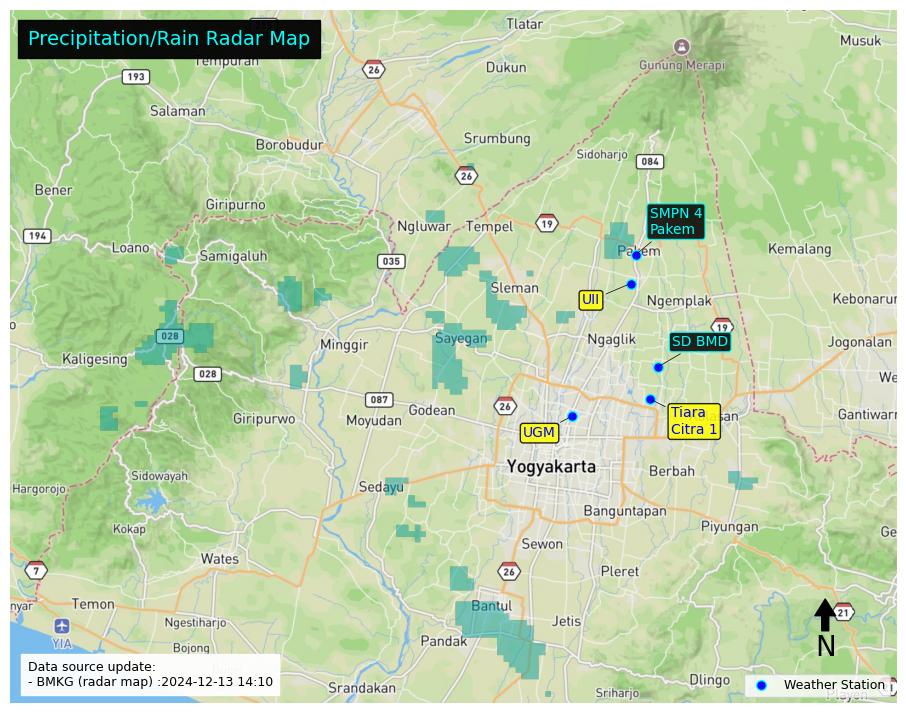 Precipitation/Rain Radar Map
Tlatar
Musuk
26
Gunung Merapi
193
Dukun
Salaman
Srumbung
Borobudur
Sidoharjo
084
26
Bener
Giripurno
SMPN 4
Pakem
Ngluwar
Tempel
19
194
Loano
Samigaluh
035
Pakem
Kemalang
Sleman
UII
Ngemplak
19
028
Sayegan
Minggir
Ngaglik
SD BMD
Jogonalan
Kaligesing
028
087
Godean
26
Giripurwo
Moyudan
UGM
Tiara
Citra 1
Yogyakarta
Berbah
Sidowayah
Hargorojo
Sedayu
Banguntapan
Piyungan
Kokap
Sewon
Wates
7
26
Pleret
Temon
Bantul
21
Ngestiharjo
Jetis
YIA
Pandak
N
Bojong
Data source update:
- BMKG (radar map) :2024-12-13 14:10
Srandakan
Dlingo
Sriharjo
Weather Station